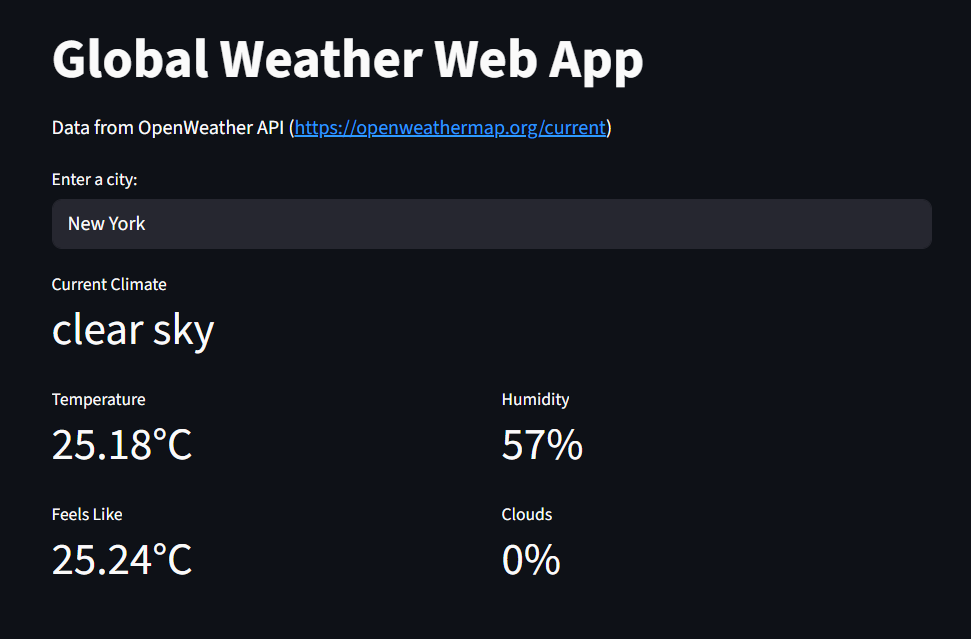 Global Weather Web App
Data from OpenWeather API (https://openweathermap.org/current)
Enter a city:
New York
Current Climate
clear sky
Temperature
25.18°C
Humidity
57%
Feels Like
25.24°C
Clouds
0%